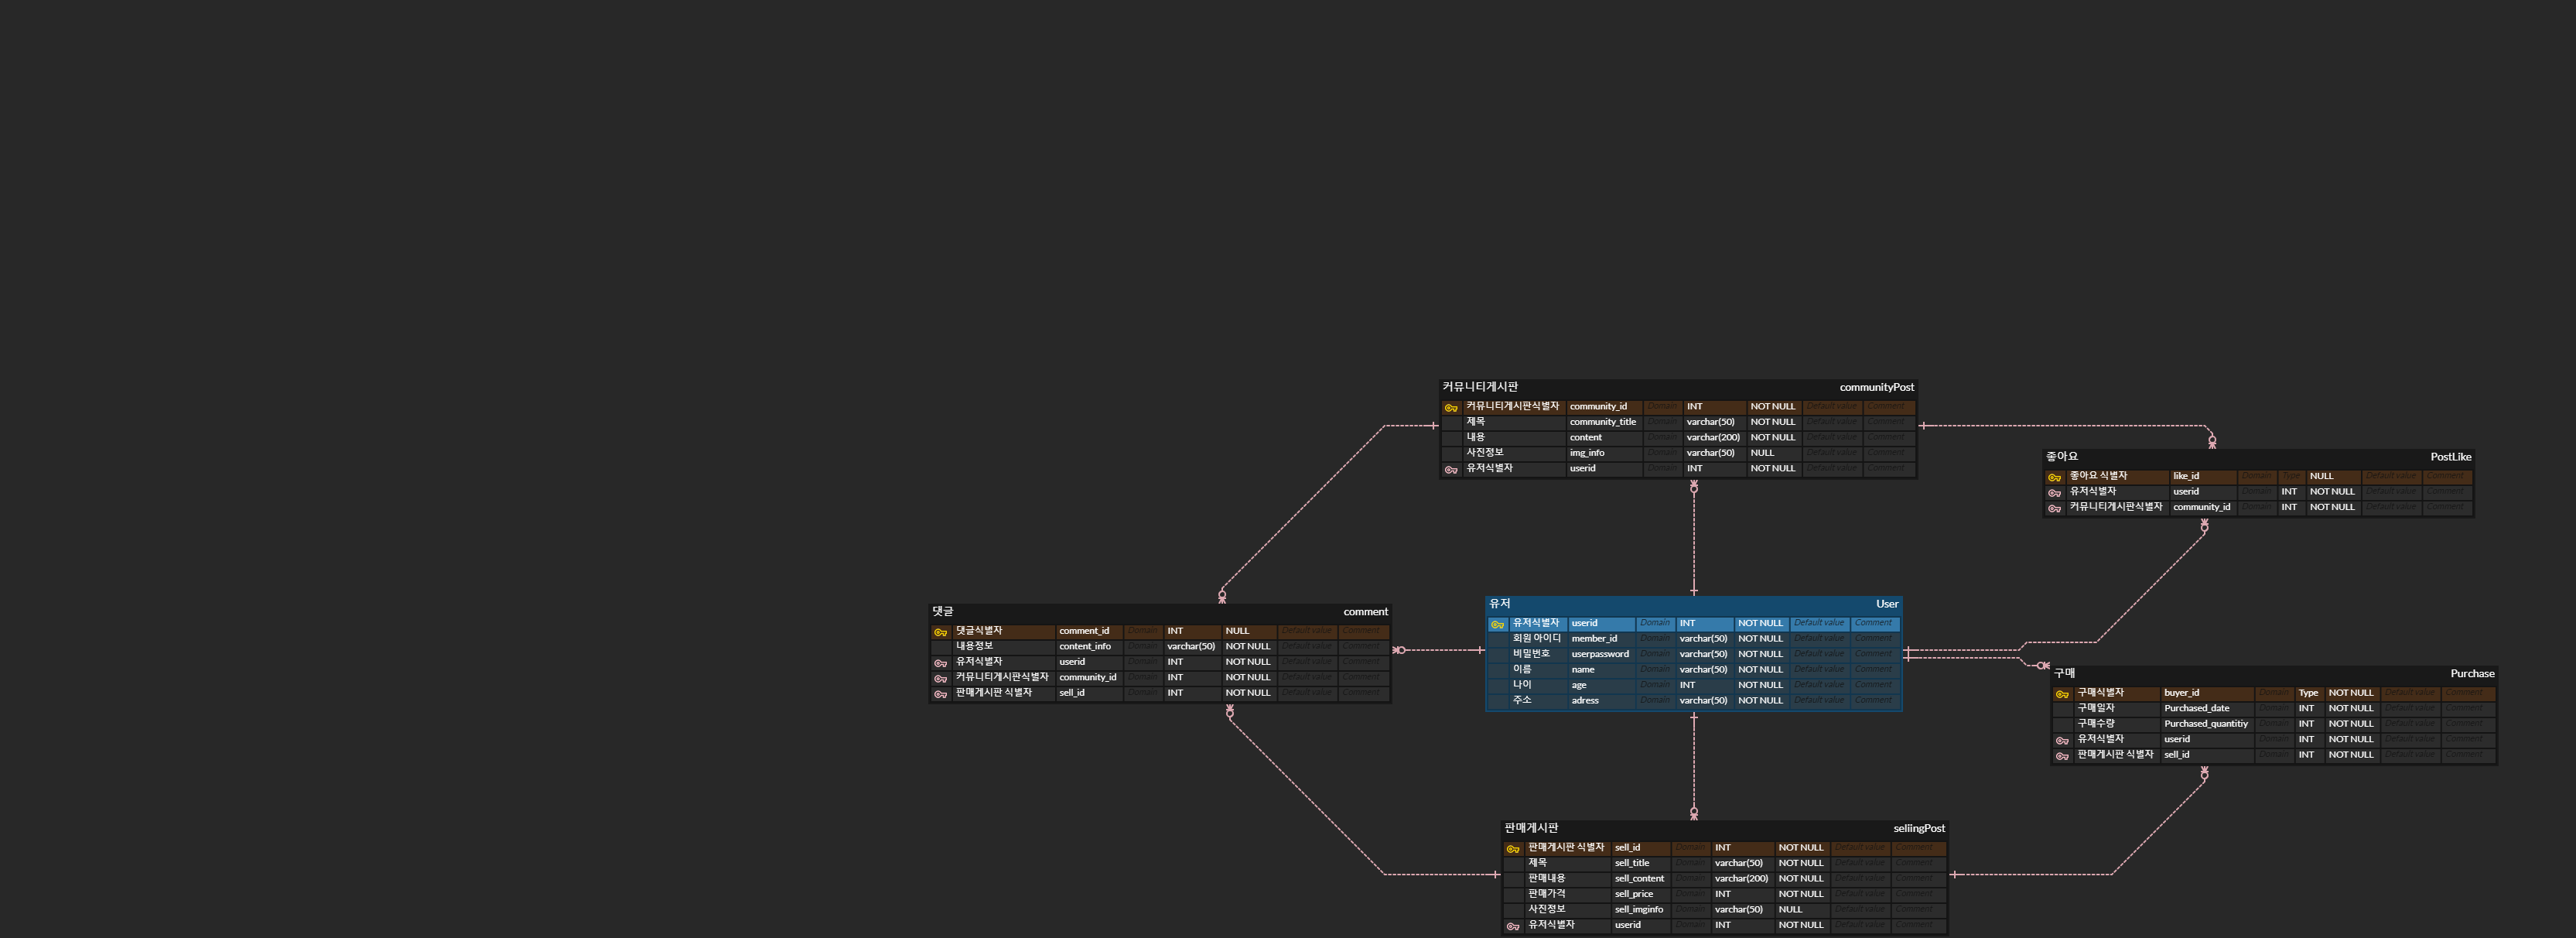 커뮤니티게시판 communityPost
커뮤니티게시판식별자 community_id Domain INT NOT NULL Default value Comment
제목 community_title Domain varchar(50) NOT NULL Default value Comment
내용 content Domain varchar(200) NOT NULL Default value Comment
사진정보 img_info Domain varchar(50) NULL Default value Comment
유저식별자 userid Domain INT NOT NULL Default value Comment
좋아요 PostLike
좋아요 식별자 like_id Domain Type NULL Default value Comment
유저식별자 userid Domain INT NOT NULL Default value Comment
커뮤니티게시판식별자 community_id Domain INT NOT NULL Default value Comment
댓글 comment
댓글식별자 comment_id Domain INT NULL Default value Comment
내용정보 content_info Domain varchar(50) NOT NULL Default value Comment
유저식별자 userid Domain INT NOT NULL Default value Comment
커뮤니티게시판식별자 community_id Domain INT NOT NULL Default value Comment
판매게시판 식별자 sell_id Domain INT NOT NULL Default value Comment
유저 User
유저식별자 userid Domain INT NOT NULL Default value Comment
회원 아이디 member_id Domain varchar(50) NOT NULL Default value Comment
비밀번호 userpassword Domain varchar(50) NOT NULL Default value Comment
이름 name Domain varchar(50) NOT NULL Default value Comment
나이 age Domain INT NOT NULL Default value Comment
주소 adress Domain varchar(50) NOT NULL Default value Comment
구매 Purchase
구매식별자 buyer_id Domain Type NOT NULL Default value Comment
구매일자 Purchased_date Domain INT NOT NULL Default value Comment
구매수량 Purchased_quantitiy Domain INT NOT NULL Default value Comment
유저식별자 userid Domain INT NOT NULL Default value Comment
판매게시판 식별자 sell_id Domain INT NOT NULL Default value Comment
판매게시판 seliingPost
판매게시판 식별자 sell_id Domain INT NOT NULL Default value Comment
제목 sell_title Domain varchar(50) NOT NULL Default value Comment
판매내용 sell_content Domain varchar(200) NOT NULL Default value Comment
판매가격 sell_price Domain INT NOT NULL Default value Comment
사진정보 sell_imginfo Domain varchar(50) NULL Default value Comment
유저식별자 userid Domain INT NOT NULL Default value Comment